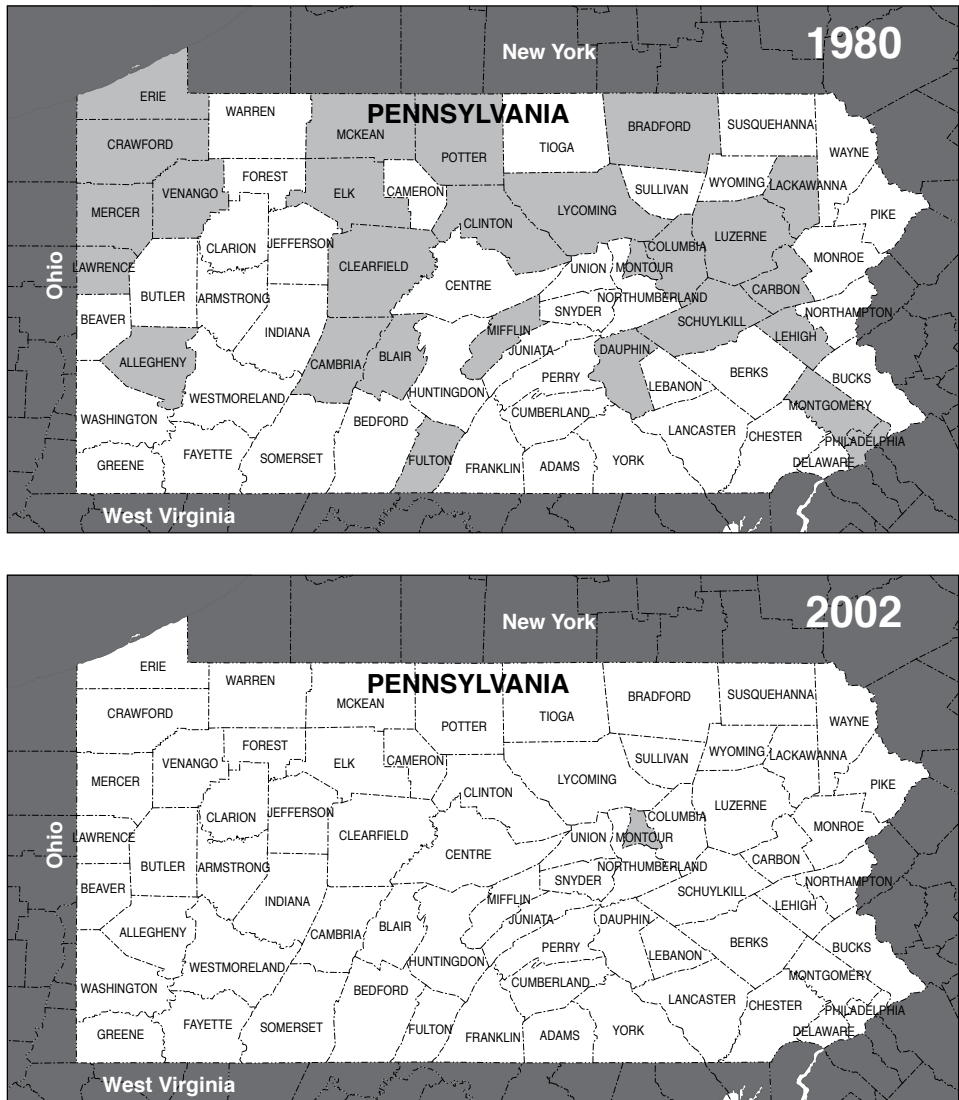 New York
1980
ERIE
WARREN
PENNSYLVANIA
MCKEAN
BRADFORD
SUSQUEHANNA
CRAWFORD
POTTER
TIOGA
WAYNE
VENANGO
FOREST
ELK
CAMERON
SULLIVAN
WYOMING
LACKAWANNA
MERCER
LYCOMING
PIKE
CLARION
JEFFERSON
CLINTON
COLUMBIA
LUZERNE
MONROE
Ohio
LAWRENCE
CLEARFIELD
UNION
MONTOUR
CENTRE
BUTLER
ARMSTRONG
NORTHUMBERLAND
CARBON
BEAVER
SNYDER
SCHUYLKILL
NORTHAMPTON
INDIANA
MIFFLIN
LEHIGH
ALLEGHENY
CAMBRIA
BLAIR
JUNIATA
DAUPHIN
PERRY
LEBANON
BERKS
BUCKS
WESTMORELAND
HUNTINGDON
CUMBERLAND
MONTGOMERY
WASHINGTON
BEDFORD
LANCASTER
CHESTER
PHILADELPHIA
GREENE
FAYETTE
SOMERSET
FULTON
FRANKLIN
ADAMS
YORK
DELAWARE
West Virginia
New York
2002
ERIE
WARREN
PENNSYLVANIA
MCKEAN
BRADFORD
SUSQUEHANNA
CRAWFORD
POTTER
TIOGA
WAYNE
VENANGO
FOREST
ELK
CAMERON
SULLIVAN
WYOMING
LACKAWANNA
MERCER
LYCOMING
PIKE
CLARION
JEFFERSON
CLINTON
COLUMBIA
LUZERNE
MONROE
Ohio
LAWRENCE
CLEARFIELD
UNION
MONTOUR
CENTRE
BUTLER
ARMSTRONG
NORTHUMBERLAND
CARBON
BEAVER
SNYDER
SCHUYLKILL
NORTHAMPTON
INDIANA
MIFFLIN
LEHIGH
ALLEGHENY
CAMBRIA
BLAIR
JUNIATA
DAUPHIN
PERRY
LEBANON
BERKS
BUCKS
WESTMORELAND
HUNTINGDON
CUMBERLAND
MONTGOMERY
WASHINGTON
BEDFORD
LANCASTER
CHESTER
PHILADELPHIA
GREENE
FAYETTE
SOMERSET
FULTON
FRANKLIN
ADAMS
YORK
DELAWARE
West Virginia